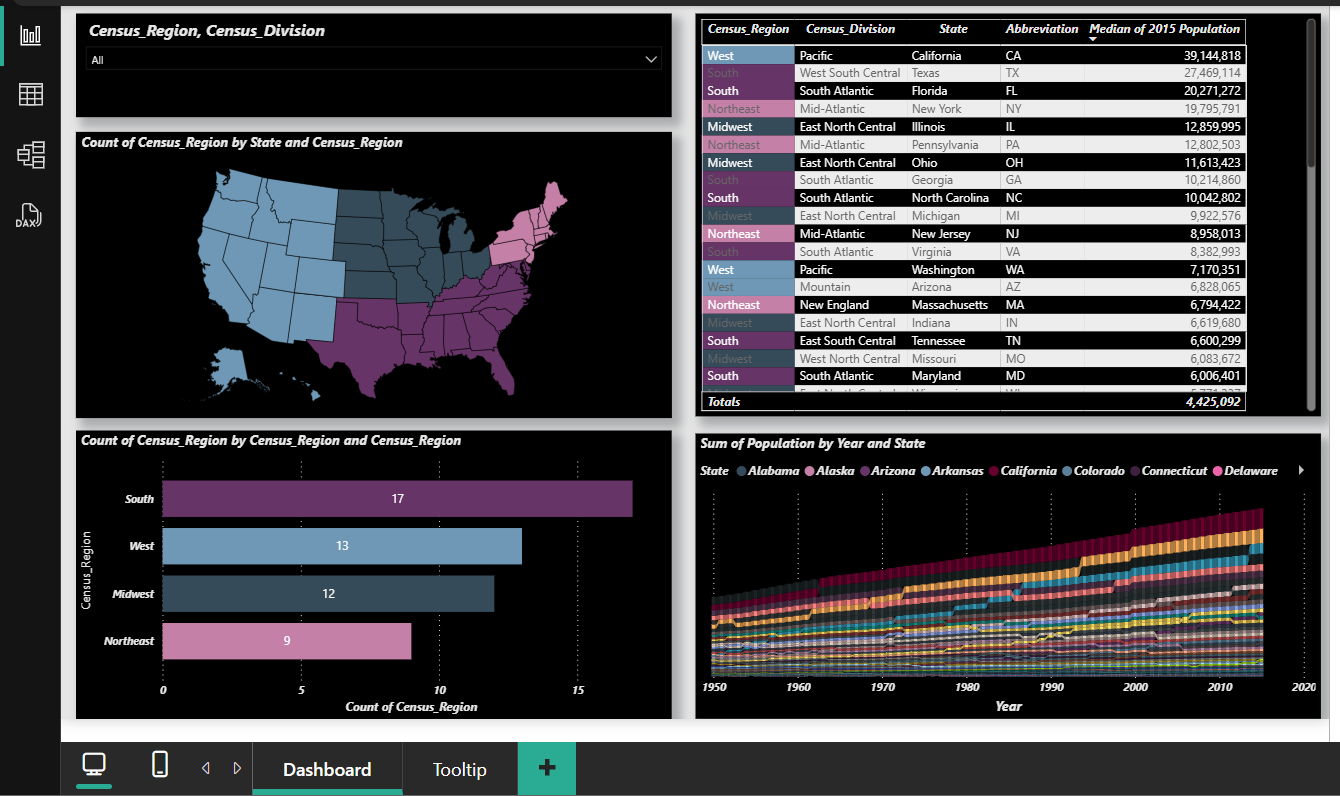 Census_Region, Census_Division
All
Count of Census_Region by State and Census_Region
Census_Region Census_Division State Abbreviation Median of 2015 Population
West Pacific California CA 39,144,818
South West South Central Texas TX 27,469,114
South South Atlantic Florida FL 20,271,272
Northeast Mid-Atlantic New York NY 19,795,791
Midwest East North Central Illinois IL 12,859,995
Northeast Mid-Atlantic Pennsylvania PA 12,802,503
Midwest East North Central Ohio OH 11,613,423
South South Atlantic Georgia GA 10,214,860
South South Atlantic North Carolina NC 10,042,802
Midwest East North Central Michigan MI 9,922,576
Northeast Mid-Atlantic New Jersey NJ 8,958,013
South South Atlantic Virginia VA 8,382,993
West Pacific Washington WA 7,170,351
West Mountain Arizona AZ 6,828,065
Northeast New England Massachusetts MA 6,794,422
Midwest East North Central Indiana IN 6,619,680
South East South Central Tennessee TN 6,600,299
Midwest West North Central Missouri MO 6,083,672
South South Atlantic Maryland MD 6,006,401
Totals 4,425,092
Count of Census_Region by Census_Region and Census_Region
Census_Region
South 17
West 13
Midwest 12
Northeast 9
0 5 10 15
Count of Census_Region
Sum of Population by Year and State
State Alabama Alaska Arizona Arkansas California Colorado Connecticut Delaware
1950 1960 1970 1980 1990 2000 2010 2020
Year
DAX
Dashboard Tooltip +